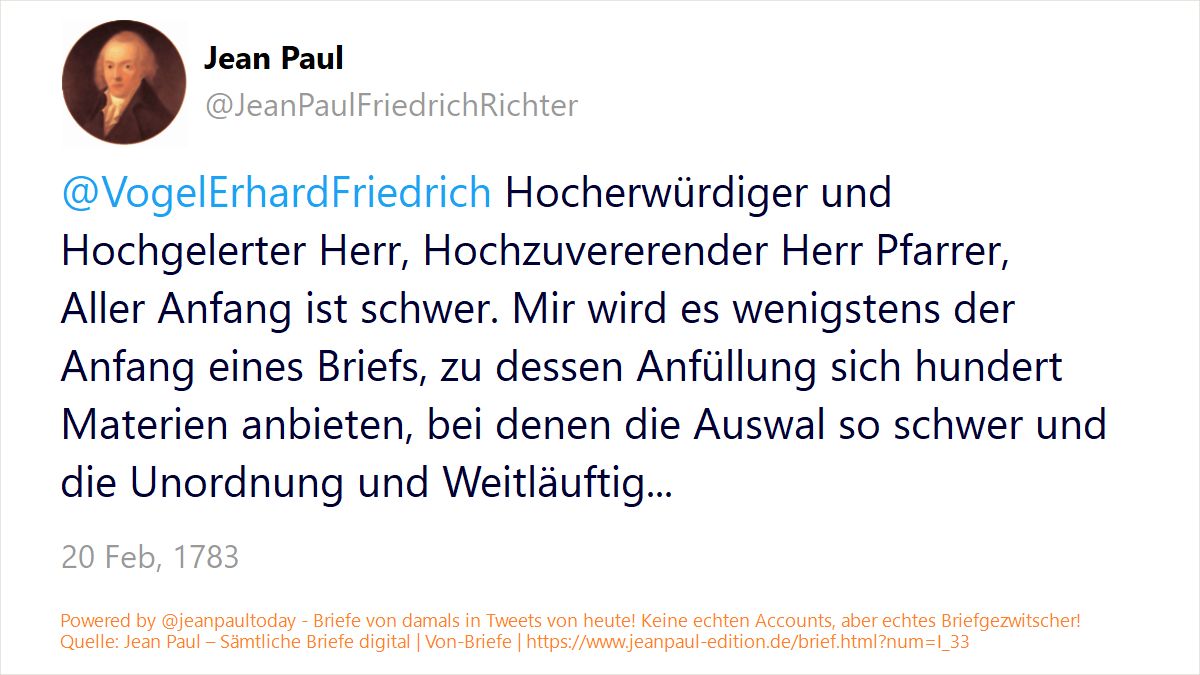 Jean Paul
@JeanPaulFriedrichRichter
@VogelErhardFriedrich Hocherwürdiger und
Hochgelerter Herr, Hochzuvererender Herr Pfarrer,
Aller Anfang ist schwer. Mir wird es wenigstens der
Anfang eines Briefs, zu dessen Anfüllung sich hundert
Materien anbieten, bei denen die Auswal so schwer und
die Unordnung und Weitläuftig...
20 Feb, 1783
Powered by @jeanpaultoday - Briefe von damals in Tweets von heute! Keine echten Accounts, aber echtes Briefgezwitscher!
Quelle: Jean Paul – Sämtliche Briefe digital | Von-Briefe | https://www.jeanpaul-edition.de/brief.html?num=I_33